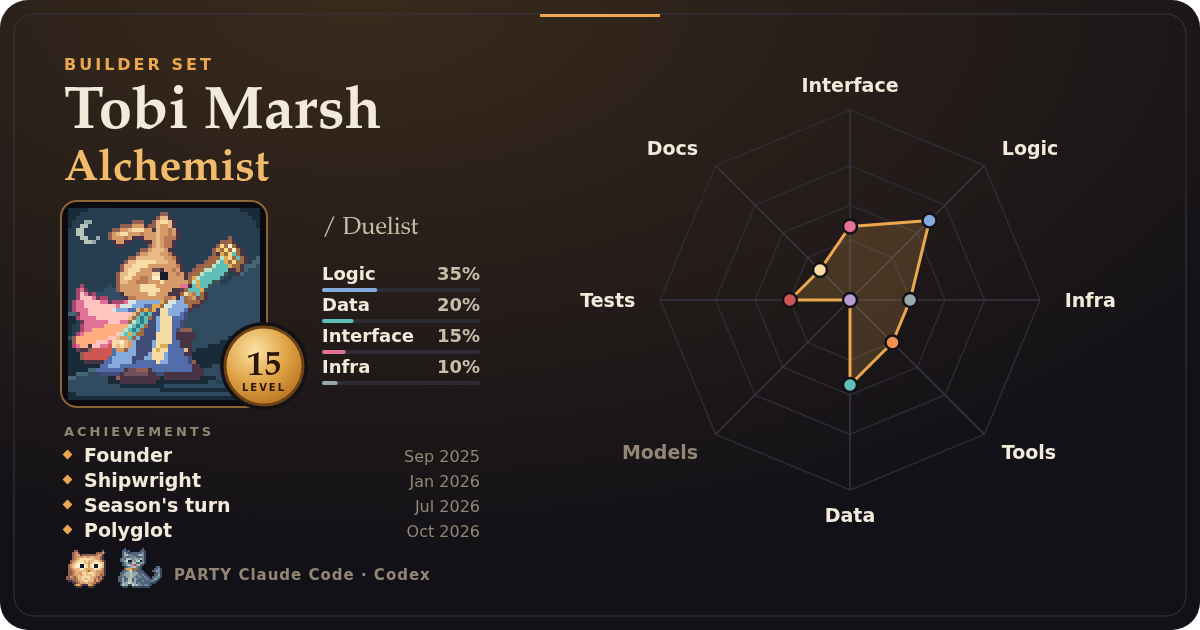 BUILDER SET
Tobi Marsh
Alchemist
/ Duelist
Logic 35%
Data 20%
Interface 15%
Infra 10%
15
LEVEL
ACHIEVEMENTS
Founder Sep 2025
Shipwright Jan 2026
Season's turn Jul 2026
Polyglot Oct 2026
PARTY Claude Code · Codex
Interface
Logic
Infra
Tools
Data
Models
Tests
Docs